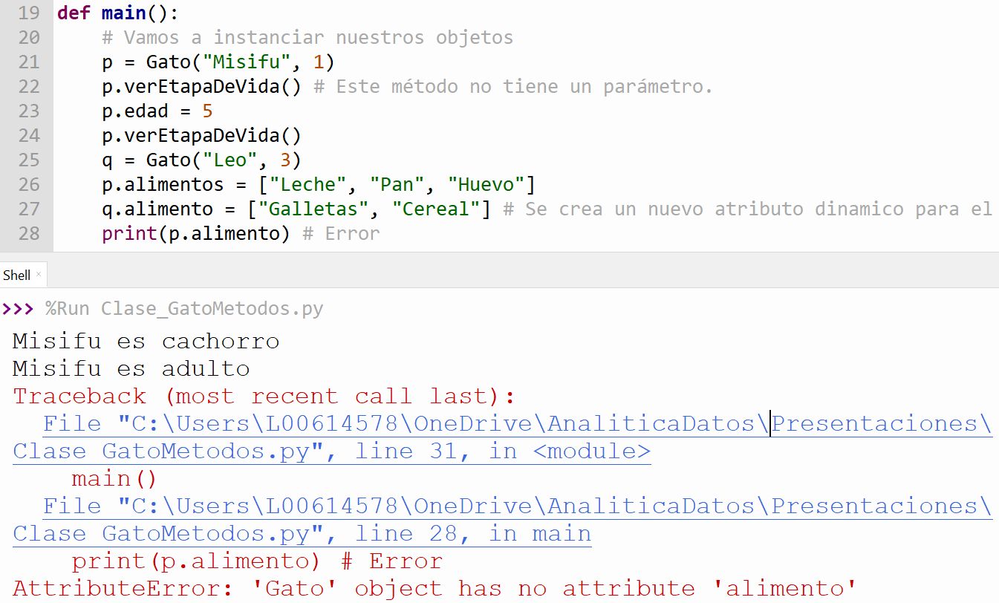 19 def main():
20     # Vamos a instanciar nuestros objetos
21     p = Gato("Misifu", 1)
22     p.verEtapaDeVida() # Este método no tiene un parámetro.
23     p.edad = 5
24     p.verEtapaDeVida()
25     q = Gato("Leo", 3)
26     p.alimentos = ["Leche", "Pan", "Huevo"]
27     q.alimento = ["Galletas", "Cereal"] # Se crea un nuevo atributo dinamico para el
28     print(p.alimento) # Error
Shell ×
>>> %Run Clase_GatoMetodos.py
Misifu es cachorro
Misifu es adulto
Traceback (most recent call last):
  File "C:\Users\L00614578\OneDrive\AnaliticaDatos\Presentaciones\
Clase_GatoMetodos.py", line 31, in <module>
    main()
  File "C:\Users\L00614578\OneDrive\AnaliticaDatos\Presentaciones\
Clase_GatoMetodos.py", line 28, in main
    print(p.alimento) # Error
AttributeError: 'Gato' object has no attribute 'alimento'